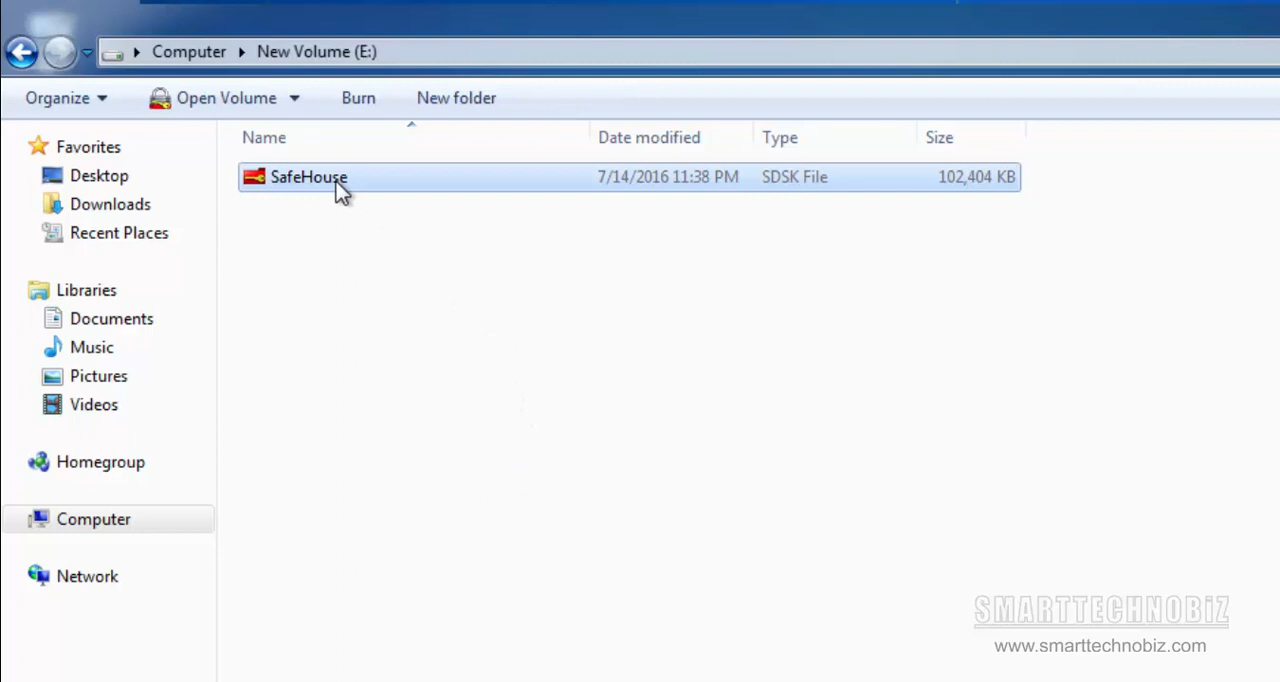 Computer New Volume (E:)
Organize Open Volume Burn New folder
Name Date modified Type Size
SafeHouse 7/14/2016 11:38 PM SDSK File 102,404 KB
Favorites
Desktop
Downloads
Recent Places
Libraries
Documents
Music
Pictures
Videos
Homegroup
Computer
Network
SMARTTECHNOBiZ
www.smarttechnobiz.com